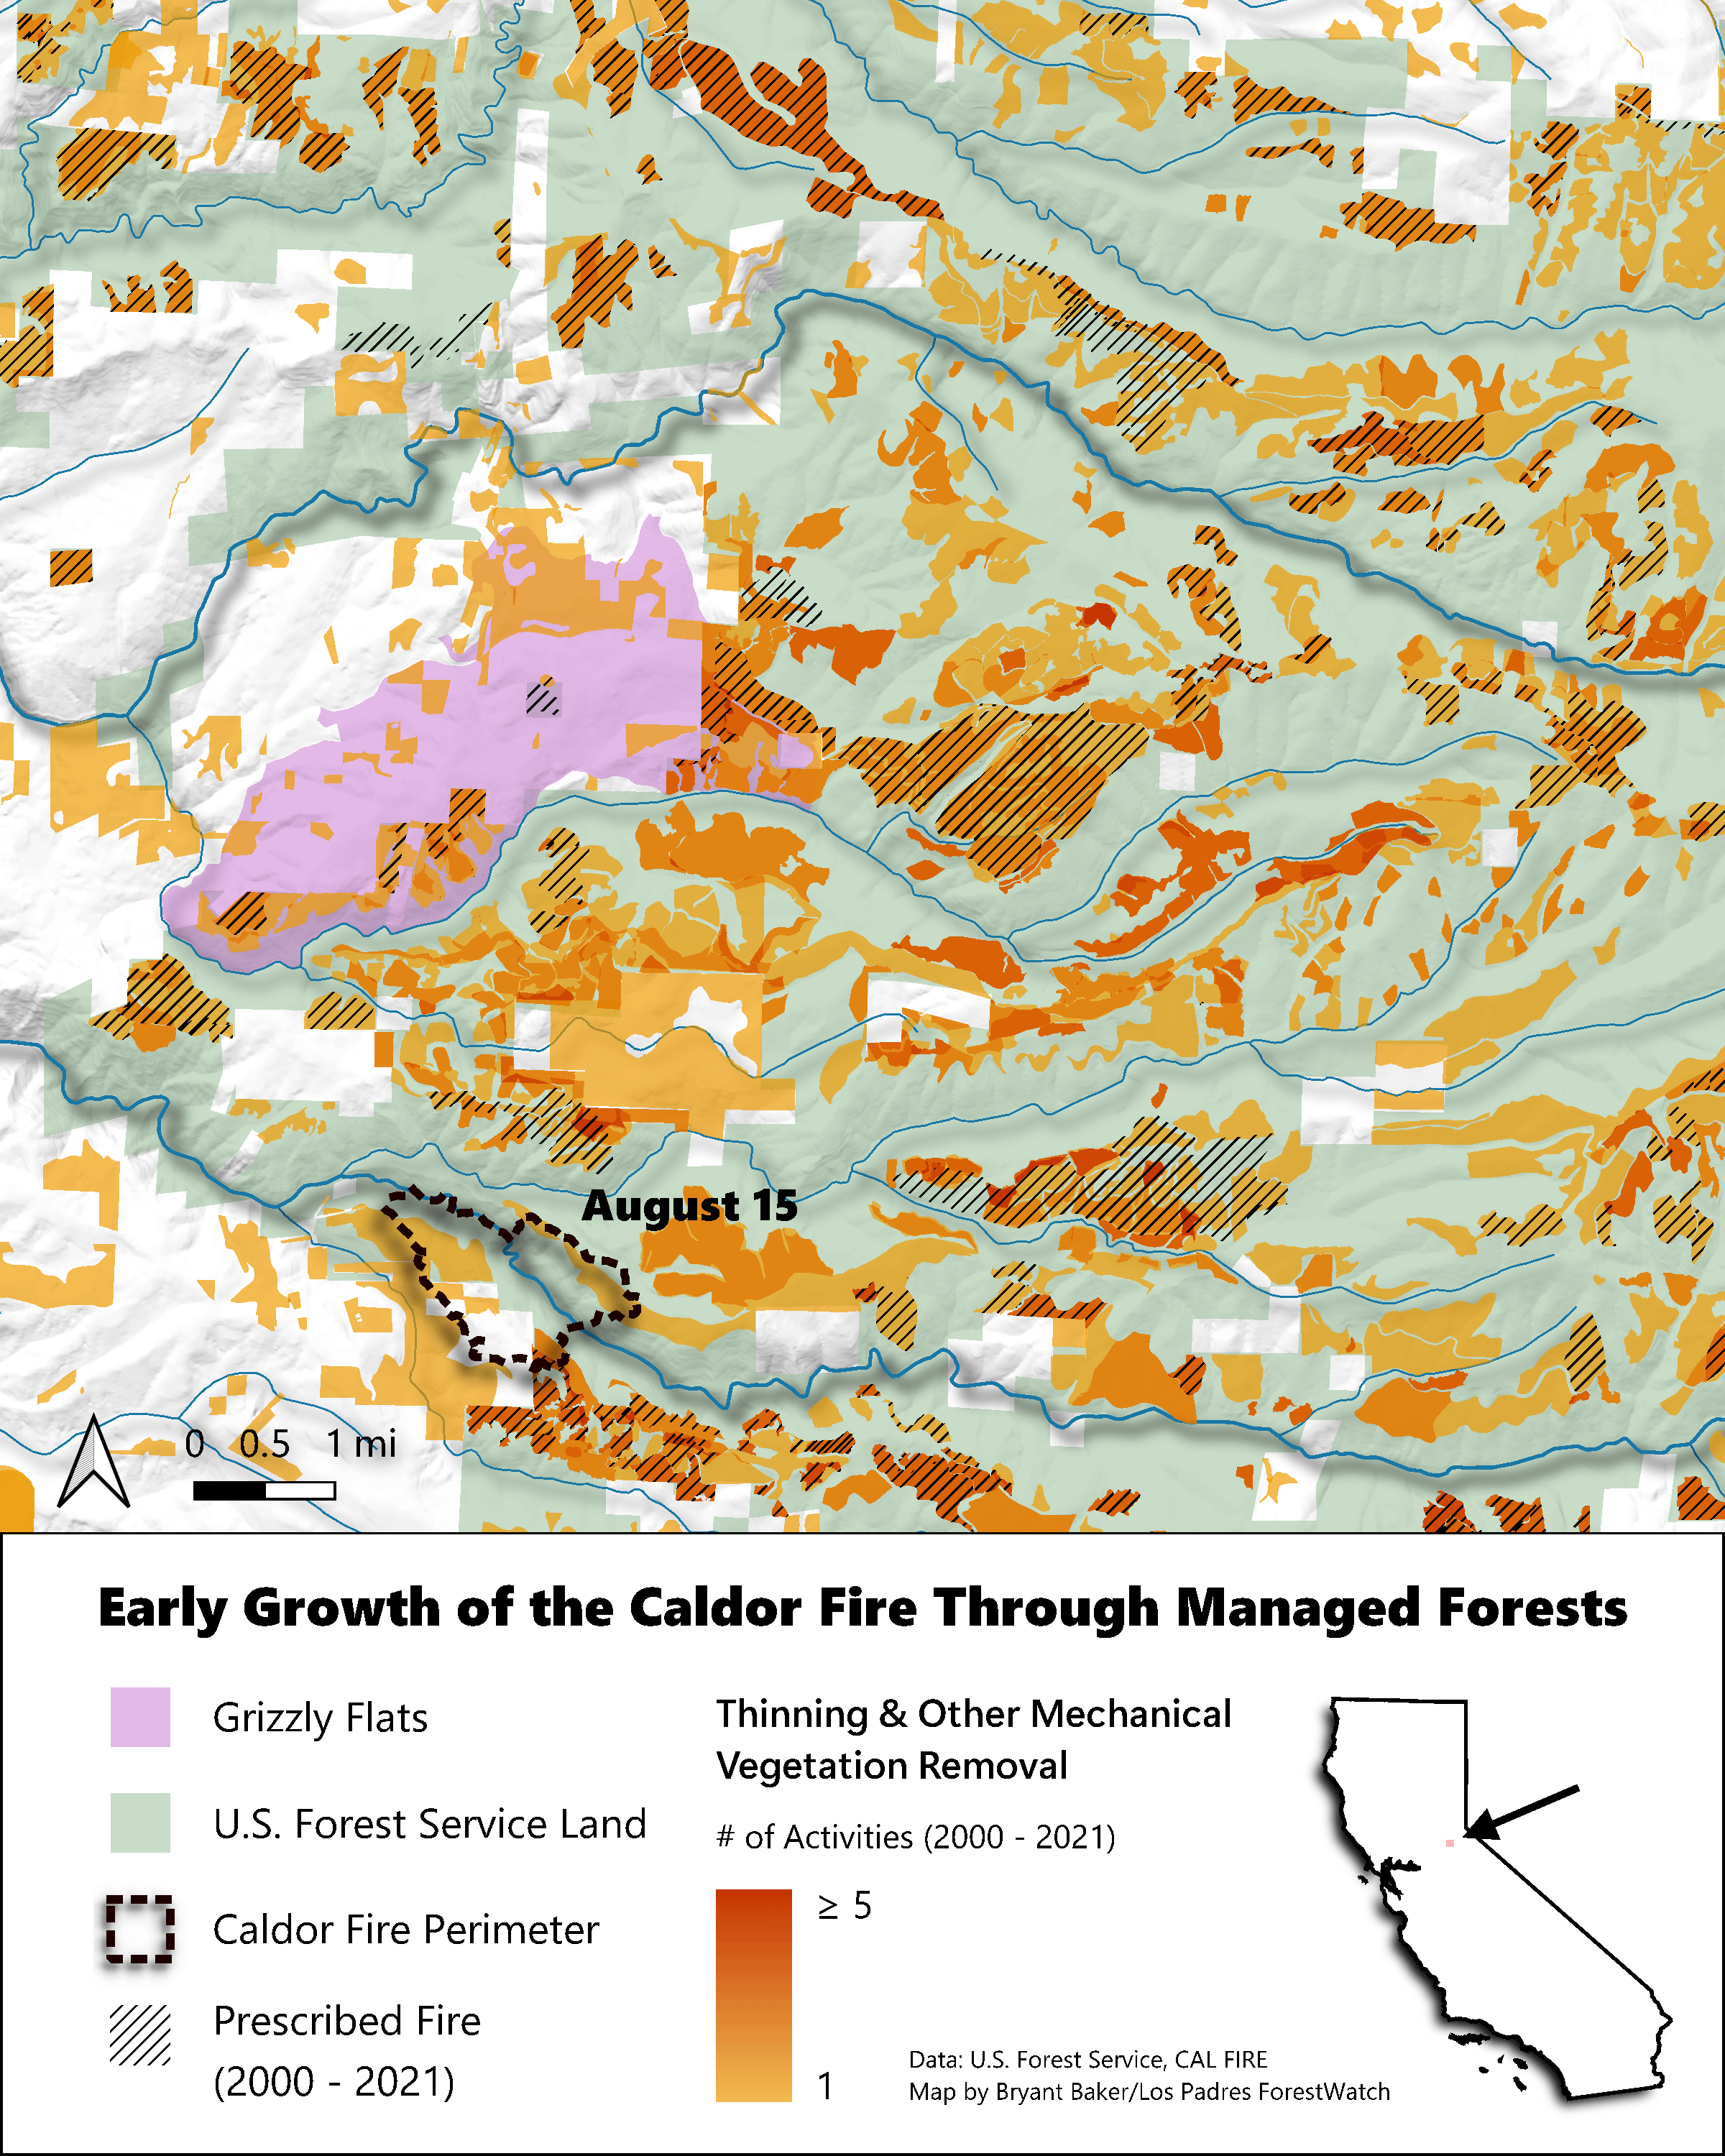 August 15
0 0.5 1 mi
Early Growth of the Caldor Fire Through Managed Forests
Grizzly Flats
U.S. Forest Service Land
Caldor Fire Perimeter
Prescribed Fire
(2000 - 2021)
Thinning & Other Mechanical
Vegetation Removal
# of Activities (2000 - 2021)
≥ 5
1
Data: U.S. Forest Service, CAL FIRE
Map by Bryant Baker/Los Padres ForestWatch